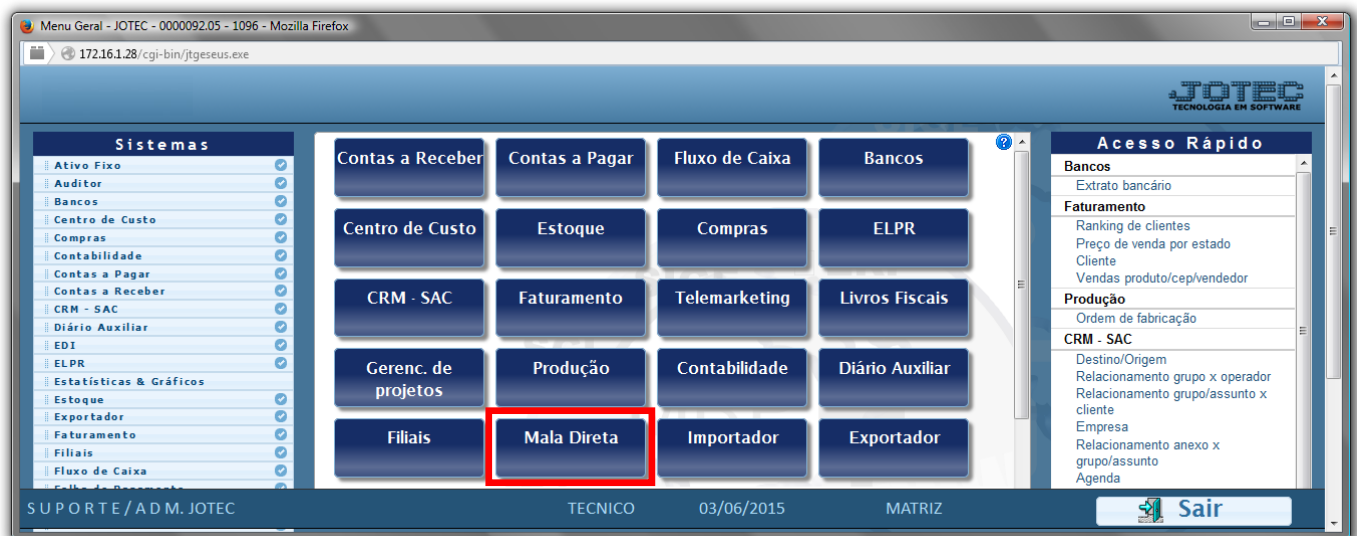 Menu Geral - JOTEC - 0000092.05 - 1096 - Mozilla Firefox
172.16.1.28/cgi-bin/jtgeseus.exe
JOTEC
TECNOLOGIA EM SOFTWARE
Sistemas
Ativo Fixo
Auditor
Bancos
Centro de Custo
Compras
Contabilidade
Contas a Pagar
Contas a Receber
CRM - SAC
Diário Auxiliar
EDI
ELPR
Estatísticas & Gráficos
Estoque
Exportador
Faturamento
Filiais
Fluxo de Caixa
Contas a Receber
Contas a Pagar
Fluxo de Caixa
Bancos
Centro de Custo
Estoque
Compras
ELPR
CRM - SAC
Faturamento
Telemarketing
Livros Fiscais
Gerenc. de
projetos
Produção
Contabilidade
Diário Auxiliar
Filiais
Mala Direta
Importador
Exportador
Acesso Rápido
Bancos
Extrato bancário
Faturamento
Ranking de clientes
Preço de venda por estado
Cliente
Vendas produto/cep/vendedor
Produção
Ordem de fabricação
CRM - SAC
Destino/Origem
Relacionamento grupo x operador
Relacionamento grupo/assunto x
cliente
Empresa
Relacionamento anexo x
grupo/assunto
Agenda
SUPORTE/ADM. JOTEC
TECNICO
03/06/2015
MATRIZ
Sair